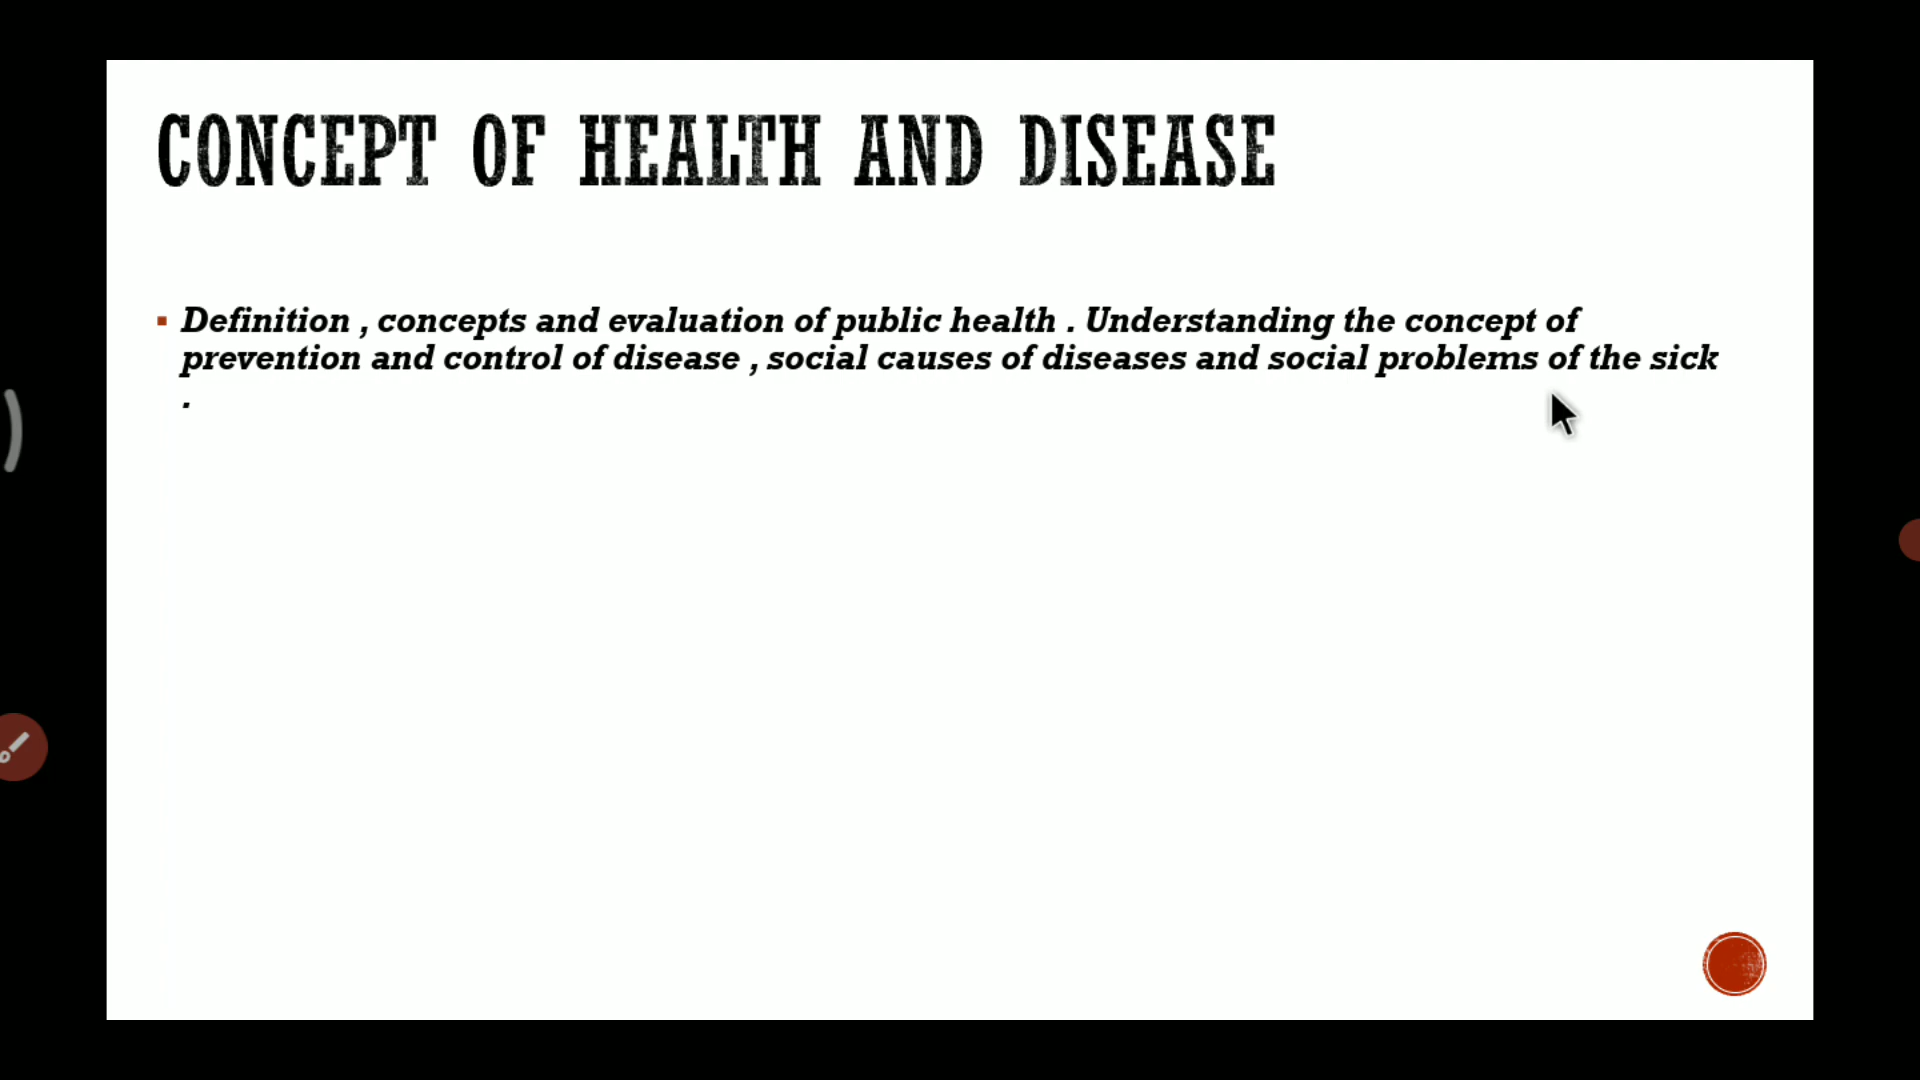 CONCEPT OF HEALTH AND DISEASE
Definition , concepts and evaluation of public health . Understanding the concept of
prevention and control of disease , social causes of diseases and social problems of the sick
.